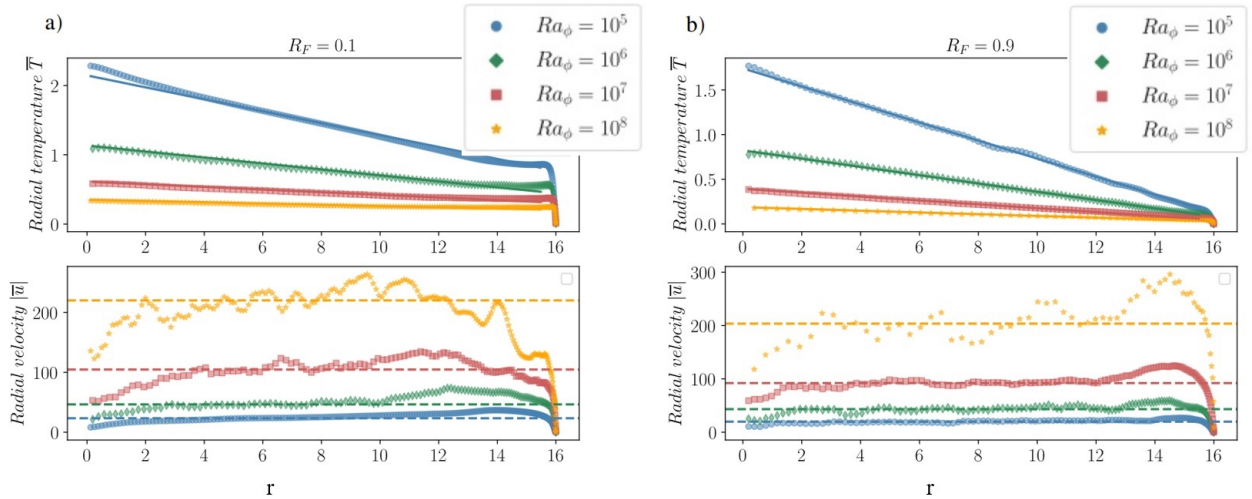 a)
R_F = 0.1
Ra_ϕ = 10^5
Ra_ϕ = 10^6
Ra_ϕ = 10^7
Ra_ϕ = 10^8
Radial temperature T̅
2
1
0
0 2 4 6 8 10 12 14 16
Radial velocity |u̅|
200
100
0
0 2 4 6 8 10 12 14 16
r
b)
R_F = 0.9
Ra_ϕ = 10^5
Ra_ϕ = 10^6
Ra_ϕ = 10^7
Ra_ϕ = 10^8
Radial temperature T̅
1.5
1.0
0.5
0.0
0 2 4 6 8 10 12 14 16
Radial velocity |u̅|
300
200
100
0
0 2 4 6 8 10 12 14 16
r